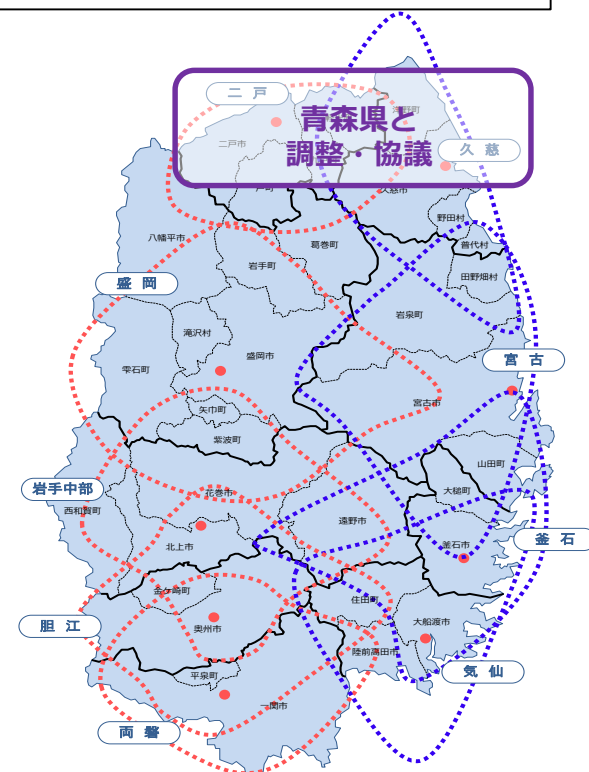 二戸
青森県と
調整・協議
久慈
二戸市
洋野町
久慈市
野田村
普代村
田野畑村
八幡平市
葛巻町
岩手町
盛岡
岩泉町
滝沢村
雫石町
盛岡市
宮古
矢巾町
宮古市
紫波町
山田町
岩手中部
花巻市
大槌町
西和賀町
遠野市
北上市
釜石市
釜石
金ケ崎町
住田町
胆江
奥州市
大船渡市
陸前高田市
気仙
平泉町
一関市
両磐